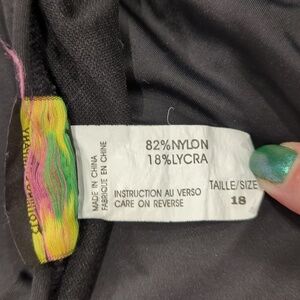 82%NYLON
18%LYCRA
MADE IN CHINA
FABRIQUE EN CHINE
INSTRUCTION AU VERSO
CARE ON REVERSE
TAILLE/SIZE
18